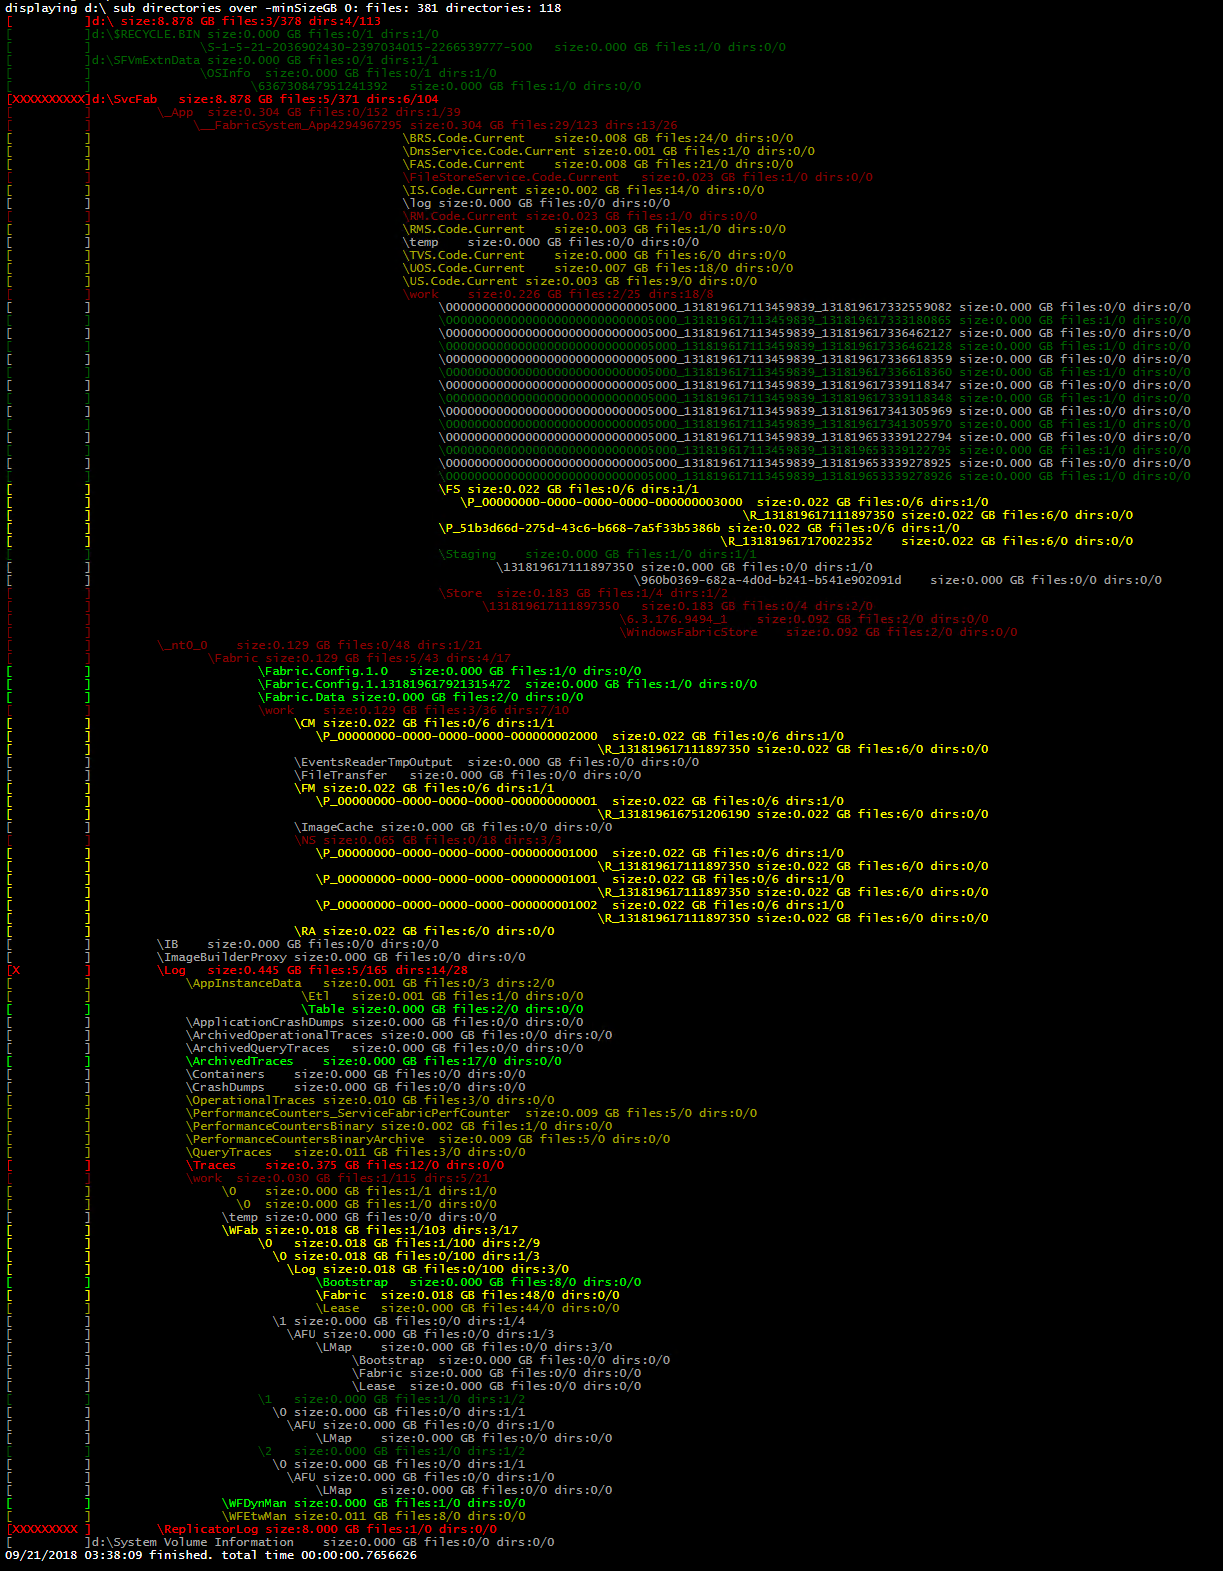 displaying d:\ sub directories over -minSizeGB 0: files: 381 directories: 118
[          ]d:\ size:8.878 GB files:3/378 dirs:4/113
[          ]d:\$RECYCLE.BIN size:0.000 GB files:0/1 dirs:1/0
[          ]               \S-1-5-21-2036902430-2397034015-2266539777-500   size:0.000 GB files:1/0 dirs:0/0
[          ]d:\SFVmExtnData size:0.000 GB files:0/1 dirs:1/1
[          ]               \OSInfo  size:0.000 GB files:0/1 dirs:1/0
[          ]                      \636730847951241392   size:0.000 GB files:1/0 dirs:0/0
[XXXXXXXXXX]d:\SvcFab   size:8.878 GB files:5/371 dirs:6/104
[          ]         \_App  size:0.304 GB files:0/152 dirs:1/39
[          ]              \__FabricSystem_App4294967295 size:0.304 GB files:29/123 dirs:13/26
[          ]                                           \BRS.Code.Current    size:0.008 GB files:24/0 dirs:0/0
[          ]                                           \DnsService.Code.Current size:0.001 GB files:1/0 dirs:0/0
[          ]                                           \FAS.Code.Current    size:0.008 GB files:21/0 dirs:0/0
[          ]                                           \FileStoreService.Code.Current   size:0.023 GB files:1/0 dirs:0/0
[          ]                                           \IS.Code.Current size:0.002 GB files:14/0 dirs:0/0
[          ]                                           \log size:0.000 GB files:0/0 dirs:0/0
[          ]                                           \RM.Code.Current size:0.023 GB files:1/0 dirs:0/0
[          ]                                           \RMS.Code.Current    size:0.003 GB files:1/0 dirs:0/0
[          ]                                           \temp    size:0.000 GB files:0/0 dirs:0/0
[          ]                                           \TVS.Code.Current    size:0.000 GB files:6/0 dirs:0/0
[          ]                                           \UOS.Code.Current    size:0.007 GB files:18/0 dirs:0/0
[          ]                                           \US.Code.Current size:0.003 GB files:9/0 dirs:0/0
[          ]                                           \work    size:0.226 GB files:2/25 dirs:18/8
[          ]                                                \00000000000000000000000000005000_131819617113459839_131819617332559082 size:0.000 GB files:0/0 dirs:0/0
[          ]                                                \00000000000000000000000000005000_131819617113459839_131819617333180865 size:0.000 GB files:1/0 dirs:0/0
[          ]                                                \00000000000000000000000000005000_131819617113459839_131819617336462127 size:0.000 GB files:0/0 dirs:0/0
[          ]                                                \00000000000000000000000000005000_131819617113459839_131819617336462128 size:0.000 GB files:1/0 dirs:0/0
[          ]                                                \00000000000000000000000000005000_131819617113459839_131819617336618359 size:0.000 GB files:0/0 dirs:0/0
[          ]                                                \00000000000000000000000000005000_131819617113459839_131819617336618360 size:0.000 GB files:1/0 dirs:0/0
[          ]                                                \00000000000000000000000000005000_131819617113459839_131819617339118347 size:0.000 GB files:0/0 dirs:0/0
[          ]                                                \00000000000000000000000000005000_131819617113459839_131819617339118348 size:0.000 GB files:1/0 dirs:0/0
[          ]                                                \00000000000000000000000000005000_131819617113459839_131819617341305969 size:0.000 GB files:0/0 dirs:0/0
[          ]                                                \00000000000000000000000000005000_131819617113459839_131819617341305970 size:0.000 GB files:1/0 dirs:0/0
[          ]                                                \00000000000000000000000000005000_131819617113459839_131819653339122794 size:0.000 GB files:0/0 dirs:0/0
[          ]                                                \00000000000000000000000000005000_131819617113459839_131819653339122795 size:0.000 GB files:1/0 dirs:0/0
[          ]                                                \00000000000000000000000000005000_131819617113459839_131819653339278925 size:0.000 GB files:0/0 dirs:0/0
[          ]                                                \00000000000000000000000000005000_131819617113459839_131819653339278926 size:0.000 GB files:1/0 dirs:0/0
[          ]                                                \FS size:0.022 GB files:0/6 dirs:1/1
[          ]                                                   \P_00000000-0000-0000-0000-000000003000  size:0.022 GB files:0/6 dirs:1/0
[          ]                                                                                          \R_131819617111897350 size:0.022 GB files:6/0 dirs:0/0
[          ]                                                \P_51b3d66d-275d-43c6-b668-7a5f33b5386b size:0.022 GB files:0/6 dirs:1/0
[          ]                                                                                       \R_131819617170022352    size:0.022 GB files:6/0 dirs:0/0
[          ]                                                \Staging    size:0.000 GB files:1/0 dirs:1/1
[          ]                                                        \131819617111897350 size:0.000 GB files:0/0 dirs:1/0
[          ]                                                                           \960b0369-682a-4d0d-b241-b541e902091d    size:0.000 GB files:0/0 dirs:0/0
[          ]                                                \Store  size:0.183 GB files:1/4 dirs:1/2
[          ]                                                      \131819617111897350   size:0.183 GB files:0/4 dirs:2/0
[          ]                                                                         \6.3.176.9494_1    size:0.092 GB files:2/0 dirs:0/0
[          ]                                                                         \WindowsFabricStore    size:0.092 GB files:2/0 dirs:0/0
[          ]         \_nt0_0    size:0.129 GB files:0/48 dirs:1/21
[          ]                \Fabric size:0.129 GB files:5/43 dirs:4/17
[          ]                       \Fabric.Config.1.0   size:0.000 GB files:1/0 dirs:0/0
[          ]                       \Fabric.Config.1.131819617921315472  size:0.000 GB files:1/0 dirs:0/0
[          ]                       \Fabric.Data size:0.000 GB files:2/0 dirs:0/0
[          ]                       \work    size:0.129 GB files:3/36 dirs:7/10
[          ]                            \CM size:0.022 GB files:0/6 dirs:1/1
[          ]                               \P_00000000-0000-0000-0000-000000002000  size:0.022 GB files:0/6 dirs:1/0
[          ]                                                                      \R_131819617111897350 size:0.022 GB files:6/0 dirs:0/0
[          ]                            \EventsReaderTmpOutput  size:0.000 GB files:0/0 dirs:0/0
[          ]                            \FileTransfer   size:0.000 GB files:0/0 dirs:0/0
[          ]                            \FM size:0.022 GB files:0/6 dirs:1/1
[          ]                               \P_00000000-0000-0000-0000-000000000001  size:0.022 GB files:0/6 dirs:1/0
[          ]                                                                      \R_131819616751206190 size:0.022 GB files:6/0 dirs:0/0
[          ]                            \ImageCache size:0.000 GB files:0/0 dirs:0/0
[          ]                            \NS size:0.065 GB files:0/18 dirs:3/3
[          ]                               \P_00000000-0000-0000-0000-000000001000  size:0.022 GB files:0/6 dirs:1/0
[          ]                                                                      \R_131819617111897350 size:0.022 GB files:6/0 dirs:0/0
[          ]                               \P_00000000-0000-0000-0000-000000001001  size:0.022 GB files:0/6 dirs:1/0
[          ]                                                                      \R_131819617111897350 size:0.022 GB files:6/0 dirs:0/0
[          ]                               \P_00000000-0000-0000-0000-000000001002  size:0.022 GB files:0/6 dirs:1/0
[          ]                                                                      \R_131819617111897350 size:0.022 GB files:6/0 dirs:0/0
[          ]                            \RA size:0.022 GB files:6/0 dirs:0/0
[          ]         \IB    size:0.000 GB files:0/0 dirs:0/0
[          ]         \ImageBuilderProxy size:0.000 GB files:0/0 dirs:0/0
[X         ]         \Log   size:0.445 GB files:5/165 dirs:14/28
[          ]             \AppInstanceData   size:0.001 GB files:0/3 dirs:2/0
[          ]                             \Etl   size:0.001 GB files:1/0 dirs:0/0
[          ]                             \Table size:0.000 GB files:2/0 dirs:0/0
[          ]             \ApplicationCrashDumps size:0.000 GB files:0/0 dirs:0/0
[          ]             \ArchivedOperationalTraces size:0.000 GB files:0/0 dirs:0/0
[          ]             \ArchivedQueryTraces   size:0.000 GB files:0/0 dirs:0/0
[          ]             \ArchivedTraces    size:0.000 GB files:17/0 dirs:0/0
[          ]             \Containers    size:0.000 GB files:0/0 dirs:0/0
[          ]             \CrashDumps    size:0.000 GB files:0/0 dirs:0/0
[          ]             \OperationalTraces size:0.010 GB files:3/0 dirs:0/0
[          ]             \PerformanceCounters_ServiceFabricPerfCounter  size:0.009 GB files:5/0 dirs:0/0
[          ]             \PerformanceCountersBinary size:0.002 GB files:1/0 dirs:0/0
[          ]             \PerformanceCountersBinaryArchive  size:0.009 GB files:5/0 dirs:0/0
[          ]             \QueryTraces   size:0.011 GB files:3/0 dirs:0/0
[          ]             \Traces    size:0.375 GB files:12/0 dirs:0/0
[          ]             \work  size:0.030 GB files:1/115 dirs:5/21
[          ]                  \0    size:0.000 GB files:1/1 dirs:1/0
[          ]                    \0  size:0.000 GB files:1/0 dirs:0/0
[          ]                  \temp size:0.000 GB files:0/0 dirs:0/0
[          ]                  \WFab size:0.018 GB files:1/103 dirs:3/17
[          ]                       \0   size:0.018 GB files:1/100 dirs:2/9
[          ]                         \0 size:0.018 GB files:0/100 dirs:1/3
[          ]                           \Log size:0.018 GB files:0/100 dirs:3/0
[          ]                               \Bootstrap   size:0.000 GB files:8/0 dirs:0/0
[          ]                               \Fabric  size:0.018 GB files:48/0 dirs:0/0
[          ]                               \Lease   size:0.000 GB files:44/0 dirs:0/0
[          ]                         \1 size:0.000 GB files:0/0 dirs:1/4
[          ]                           \AFU size:0.000 GB files:0/0 dirs:1/3
[          ]                               \LMap    size:0.000 GB files:0/0 dirs:3/0
[          ]                                    \Bootstrap  size:0.000 GB files:0/0 dirs:0/0
[          ]                                    \Fabric size:0.000 GB files:0/0 dirs:0/0
[          ]                                    \Lease  size:0.000 GB files:0/0 dirs:0/0
[          ]                       \1   size:0.000 GB files:1/0 dirs:1/2
[          ]                         \0 size:0.000 GB files:0/0 dirs:1/1
[          ]                           \AFU size:0.000 GB files:0/0 dirs:1/0
[          ]                               \LMap    size:0.000 GB files:0/0 dirs:0/0
[          ]                       \2   size:0.000 GB files:1/0 dirs:1/2
[          ]                         \0 size:0.000 GB files:0/0 dirs:1/1
[          ]                           \AFU size:0.000 GB files:0/0 dirs:1/0
[          ]                               \LMap    size:0.000 GB files:0/0 dirs:0/0
[          ]                  \WFDynMan size:0.000 GB files:1/0 dirs:0/0
[          ]                  \WFEtwMan size:0.011 GB files:8/0 dirs:0/0
[XXXXXXXXX ]         \ReplicatorLog size:8.000 GB files:1/0 dirs:0/0
[          ]d:\System Volume Information    size:0.000 GB files:0/0 dirs:0/0
09/21/2018 03:38:09 finished. total time 00:00:00.7656626